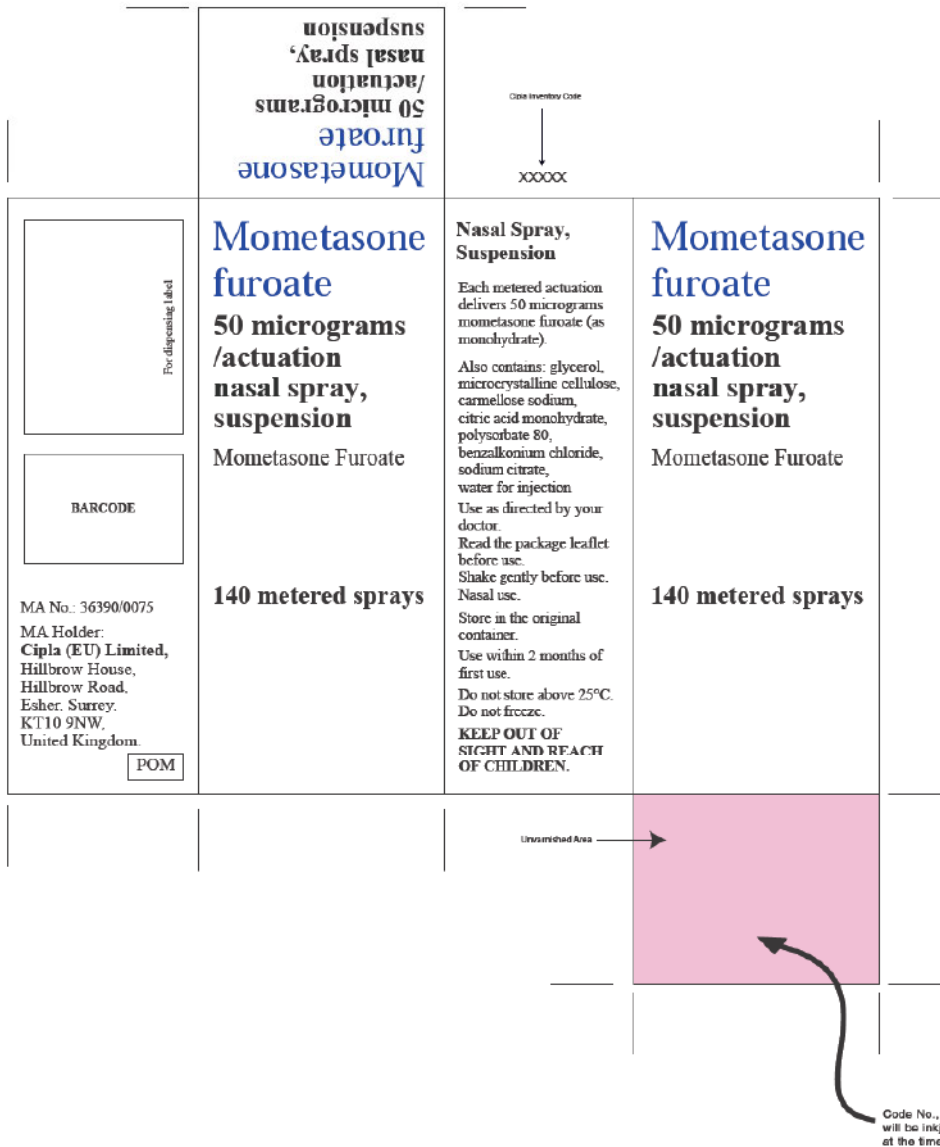 Mometasone
furoate
50 micrograms
/actuation
nasal spray,
suspension
Cipla Inventory Code
XXXXX
For dispensing label
BARCODE
MA No.: 36390/0075
MA Holder:
Cipla (EU) Limited,
Hillbrow House,
Hillbrow Road,
Esher. Surrey.
KT10 9NW,
United Kingdom.
POM
Mometasone
furoate
50 micrograms
/actuation
nasal spray,
suspension
Mometasone Furoate
140 metered sprays
Nasal Spray,
Suspension
Each metered actuation
delivers 50 micrograms
mometasone furoate (as
monohydrate).
Also contains: glycerol,
microcrystalline cellulose,
carmellose sodium,
citric acid monohydrate,
polysorbate 80,
benzalkonium chloride,
sodium citrate,
water for injection
Use as directed by your
doctor.
Read the package leaflet
before use.
Shake gently before use.
Nasal use.
Store in the original
container.
Use within 2 months of
first use.
Do not store above 25°C.
Do not freeze.
KEEP OUT OF
SIGHT AND REACH
OF CHILDREN.
Mometasone
furoate
50 micrograms
/actuation
nasal spray,
suspension
Mometasone Furoate
140 metered sprays
Unvarnished Area
Code No.,
will be ink
at the time